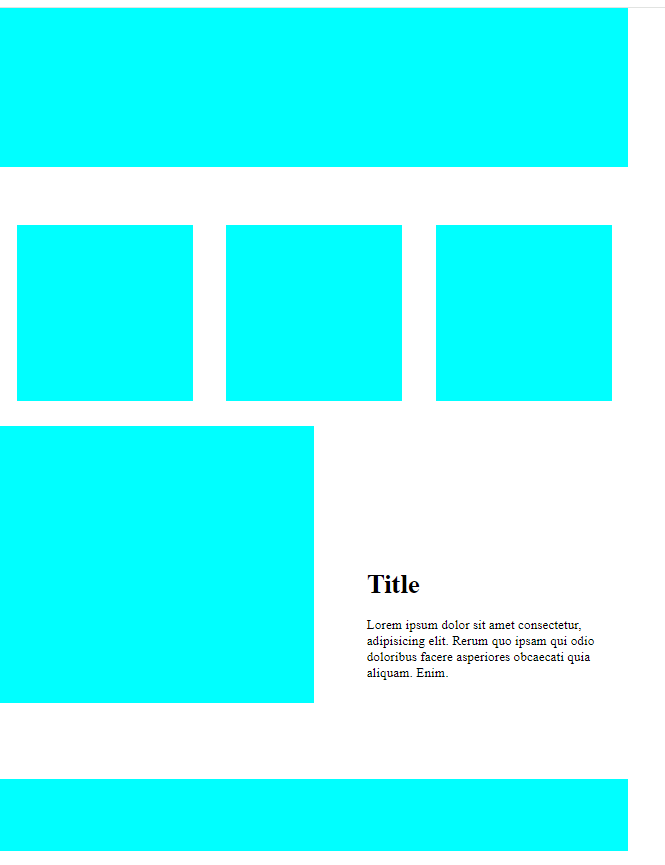 Title
Lorem ipsum dolor sit amet consectetur,
adipisicing elit. Rerum quo ipsam qui odio
doloribus facere asperiores obcaecati quia
aliquam. Enim.